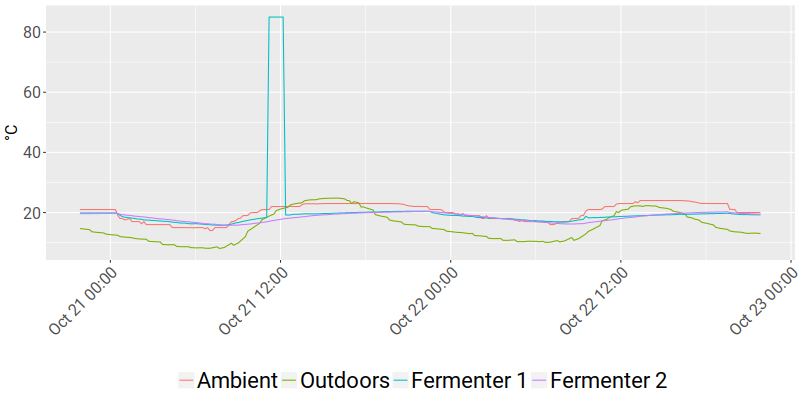 80
60
40
20
°C
Oct 21 00:00
Oct 21 12:00
Oct 22 00:00
Oct 22 12:00
Oct 23 00:00
Ambient Outdoors Fermenter 1 Fermenter 2